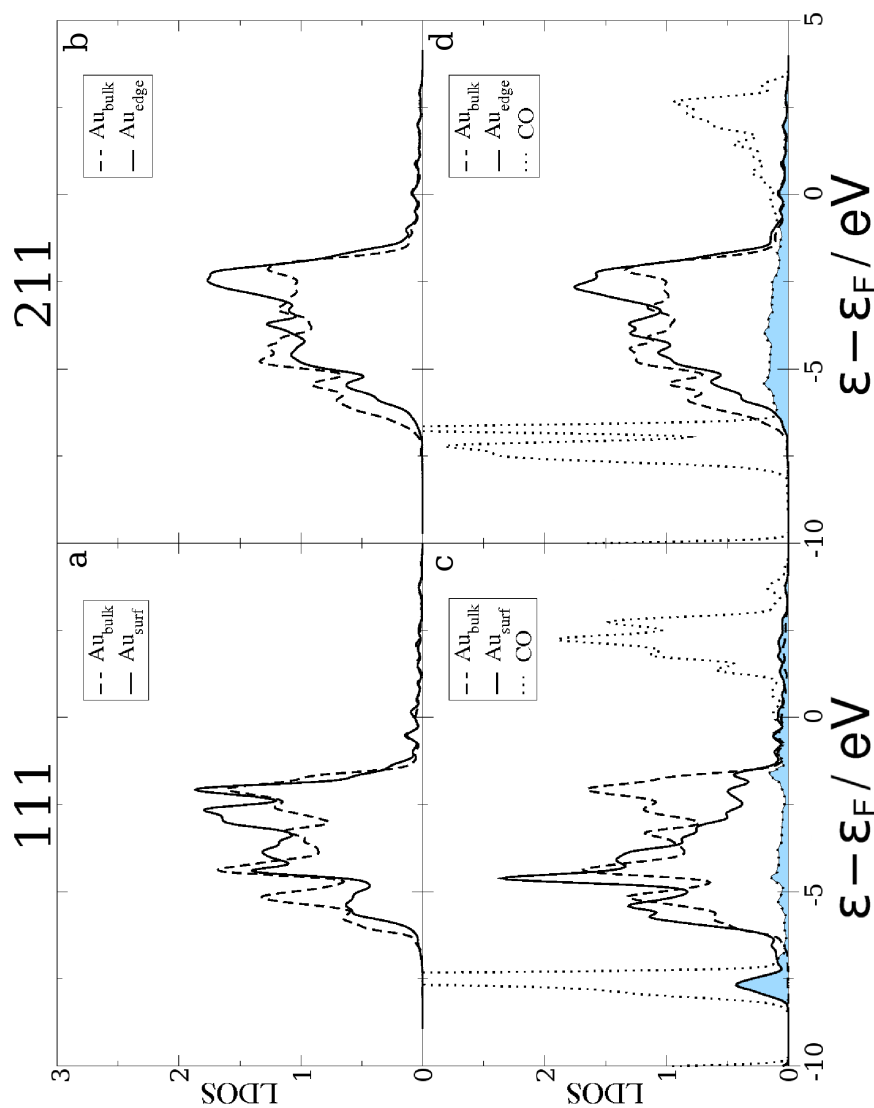 111
211
a
Au_bulk
Au_surf
b
Au_bulk
Au_edge
3
2
1
0
LDOS
c
Au_bulk
Au_surf
CO
d
Au_bulk
Au_edge
CO
2
1
0
LDOS
-10
-5
0
-10
-5
0
5
ε−ε_F / eV
ε−ε_F / eV